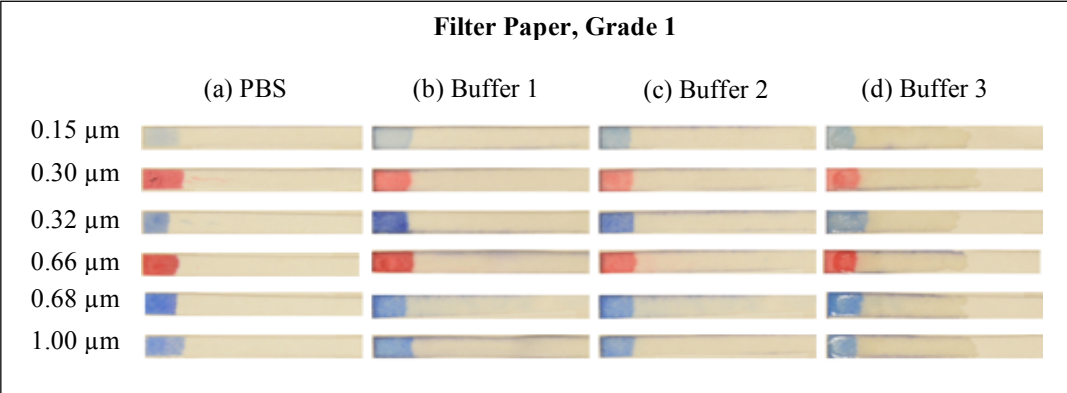 Filter Paper, Grade 1
(a) PBS (b) Buffer 1 (c) Buffer 2 (d) Buffer 3
0.15 µm
0.30 µm
0.32 µm
0.66 µm
0.68 µm
1.00 µm